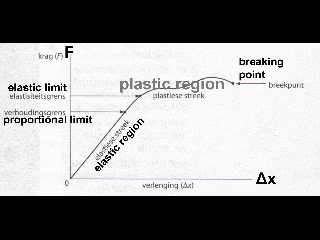 krag (F) F
breaking
point
elastic limit
plastic region
breekpunt
elastisiteitsgrens
plastiese streek
verhoudingsgrens
proportional limit
elastiese streek
elastic region
0
verlenging (Δx)
Δx